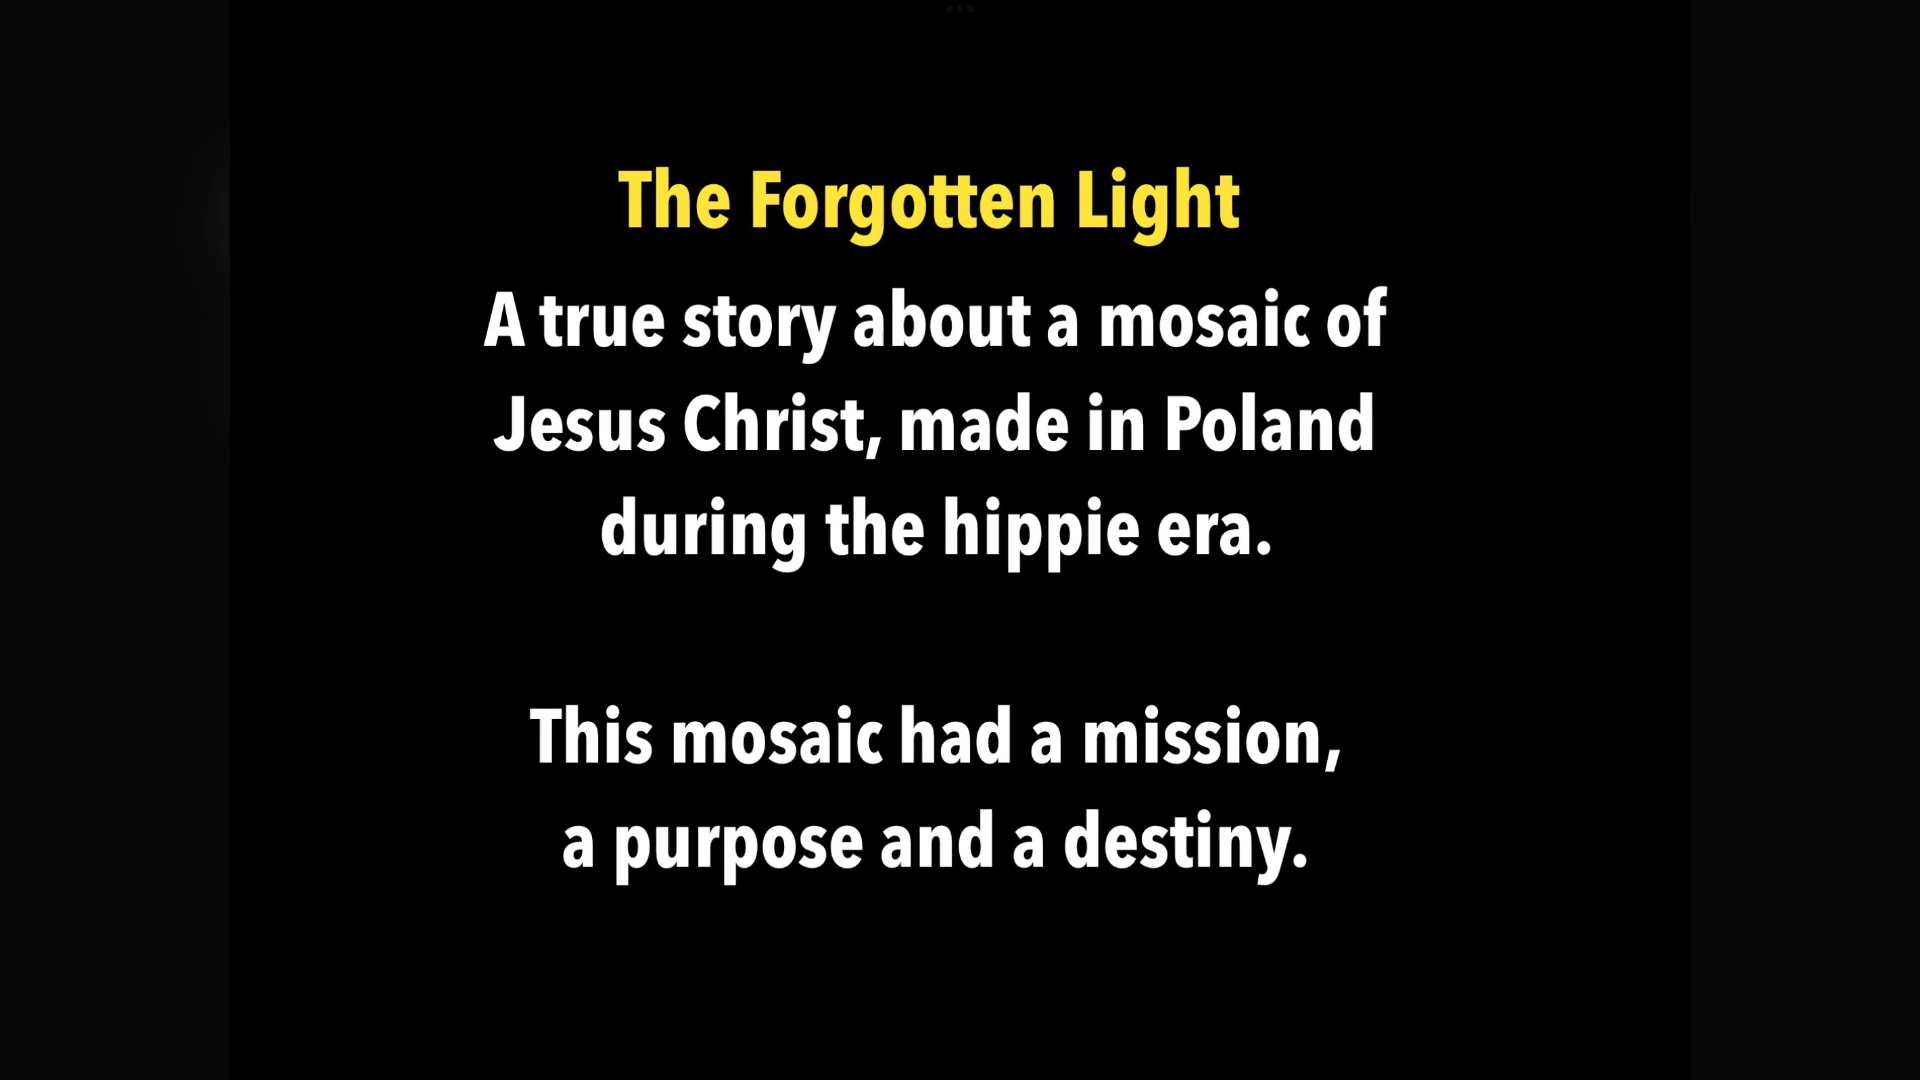 The Forgotten Light
A true story about a mosaic of
Jesus Christ, made in Poland
during the hippie era.
This mosaic had a mission,
a purpose and a destiny.